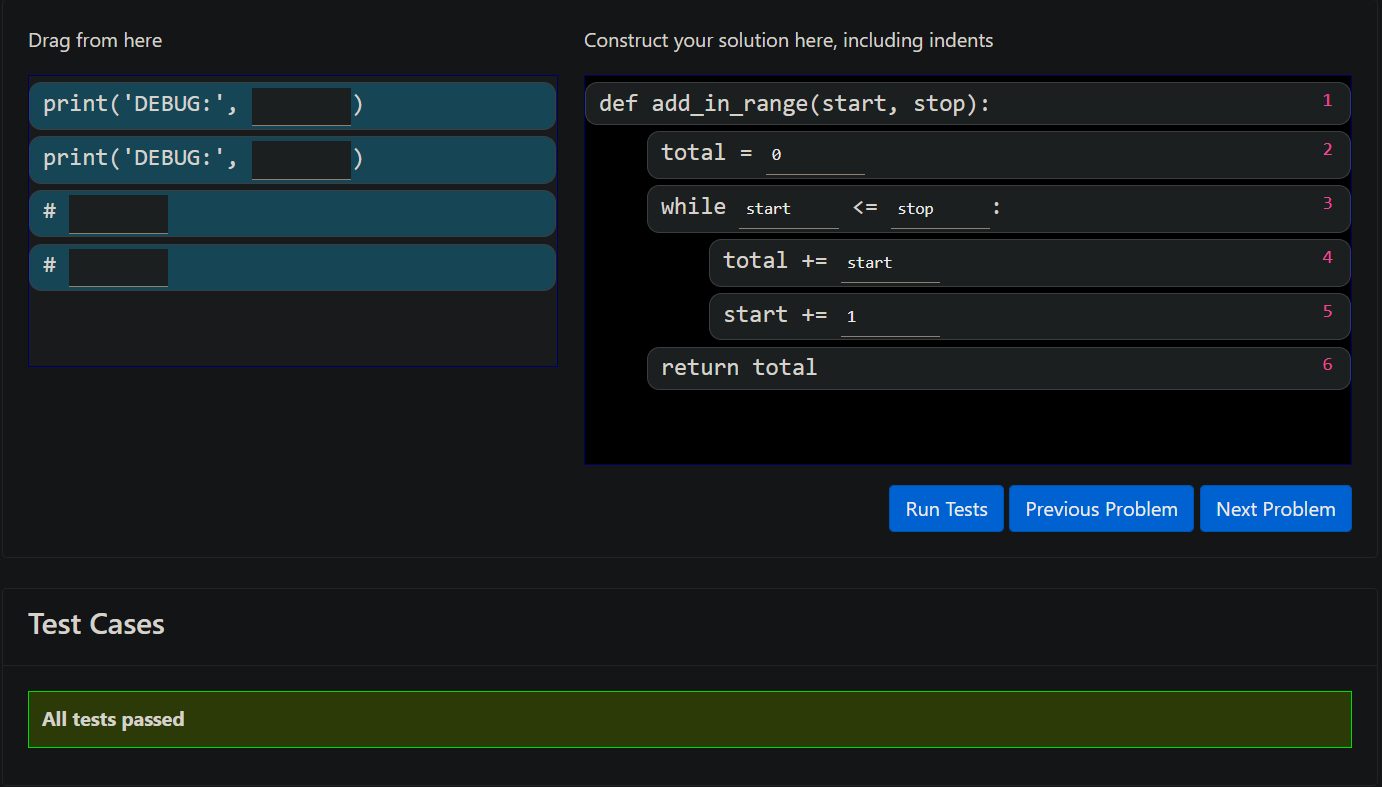 Drag from here
print('DEBUG:', )
print('DEBUG:', )
#
#
Construct your solution here, including indents
def add_in_range(start, stop): 1
total = 0 2
while start <= stop : 3
total += start 4
start += 1 5
return total 6
Run Tests Previous Problem Next Problem
Test Cases
All tests passed